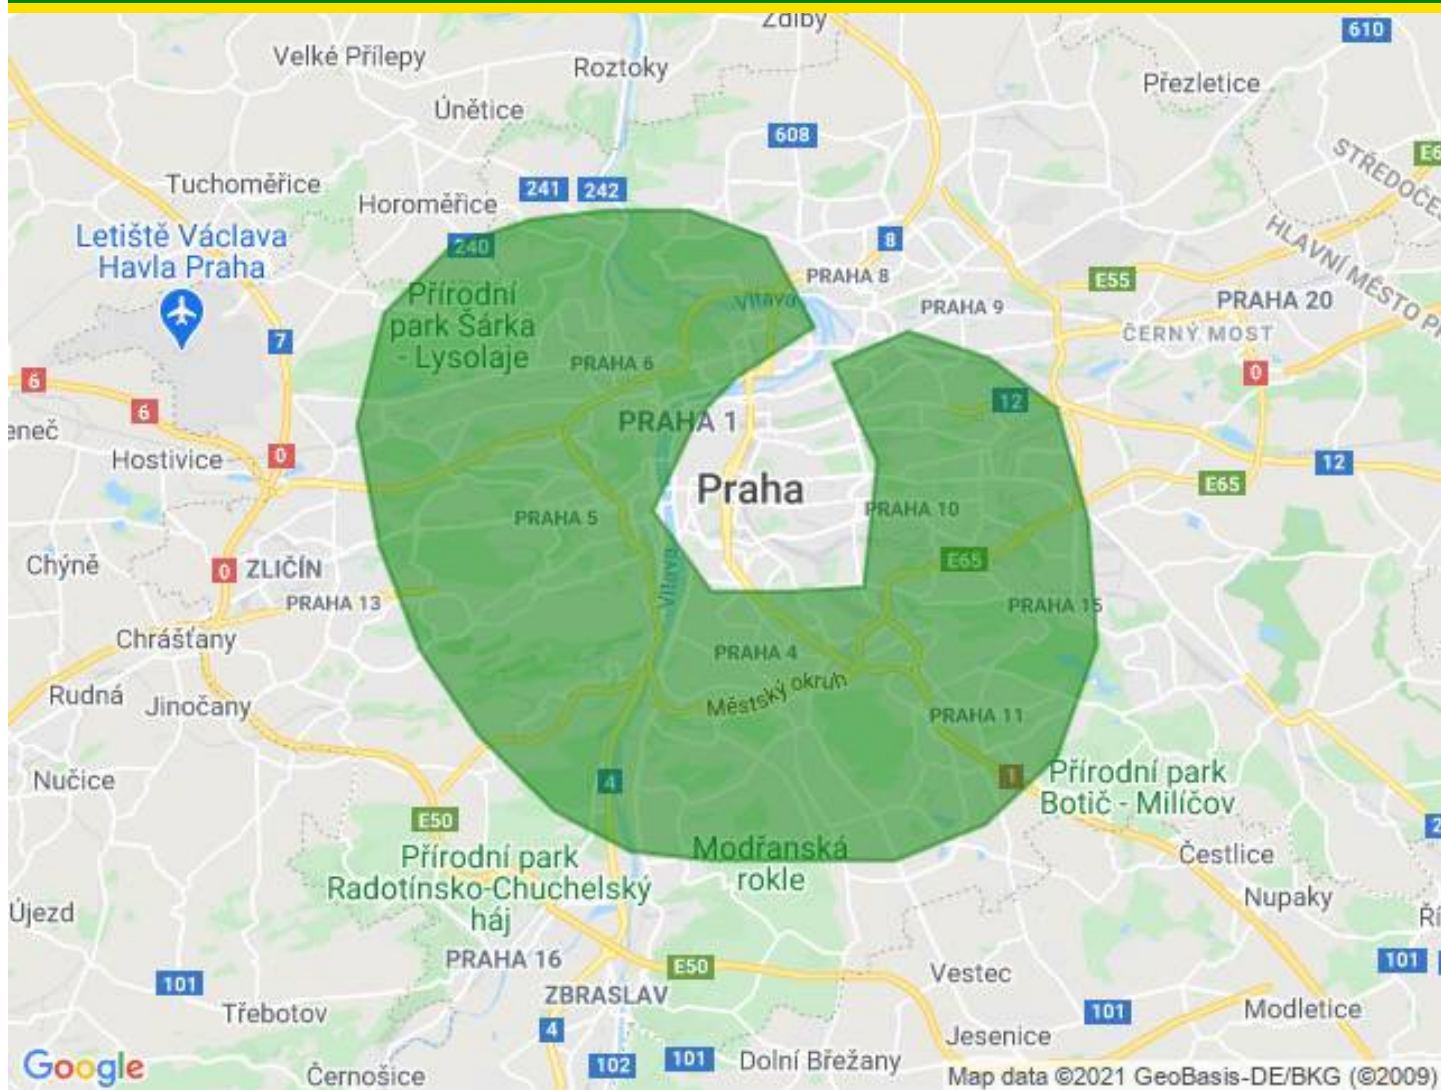 Zdiby
610
Velké Přílepy
Roztoky
Přezletice
Únětice
608
STŘEDOČES
E6
Tuchoměřice
241
242
Horoměřice
Letiště Václava
Havla Praha
240
8
HLAVNÍ MĚSTO PR
PRAHA 8
E55
Přírodní
park Šárka
- Lysolaje
Vltava
PRAHA 9
PRAHA 20
7
ČERNÝ MOST
PRAHA 6
6
0
12
6
PRAHA 1
eneč
Hostivice
0
12
Praha
E65
PRAHA 5
PRAHA 10
Chýně
0
ZLIČÍN
Vltava
E65
PRAHA 13
PRAHA 15
Chrášťany
PRAHA 4
Rudná
Jinočany
Městský okruh
PRAHA 11
Nučice
4
1
Přírodní park
Botič - Milíčov
E50
2
Přírodní park
Radotínsko-Chuchelský
háj
Modřanská
rokle
Čestlice
Nupaky
Újezd
Ří
PRAHA 16
E50
101
101
Vestec
ZBRASLAV
Třebotov
101
Modletice
4
Jesenice
Google
Černošice
102
101
Dolní Břežany
Map data ©2021 GeoBasis-DE/BKG (©2009)